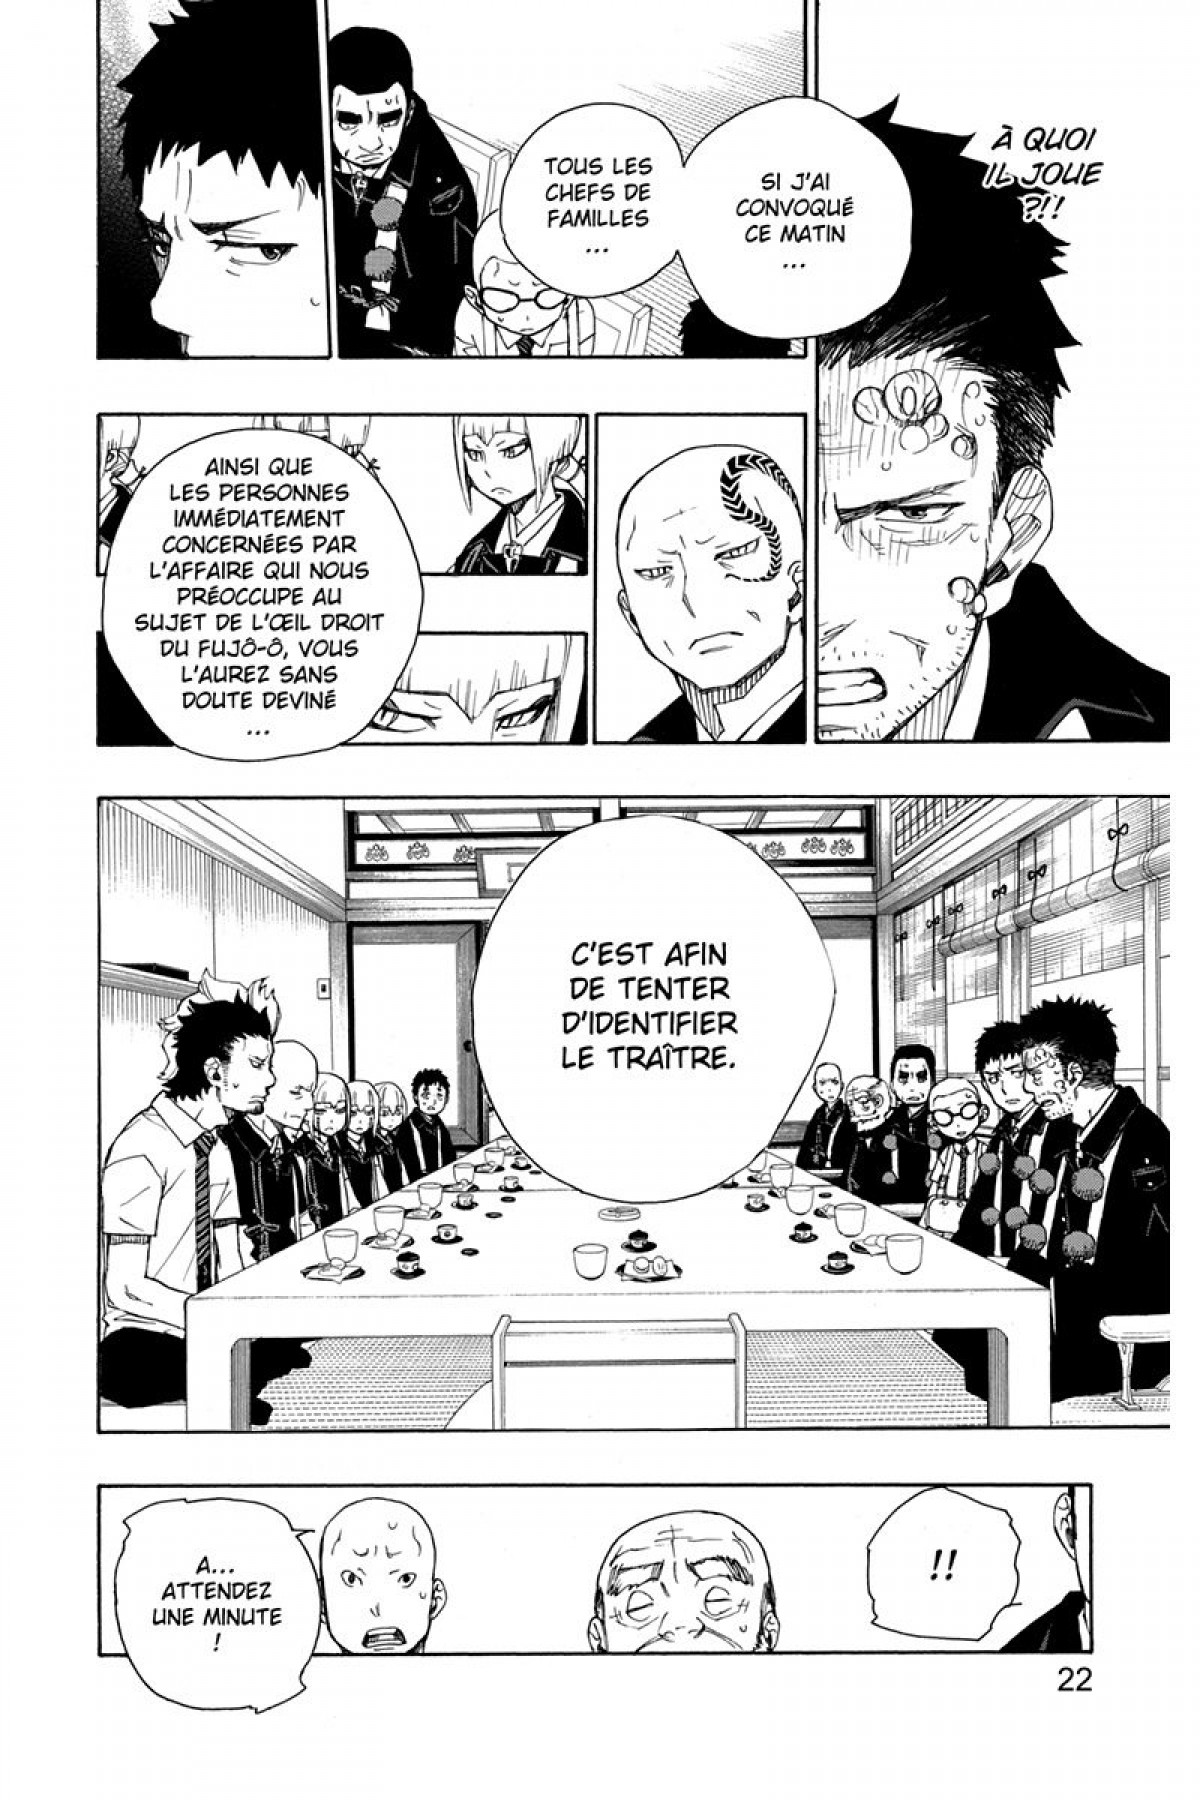 À QUOI
IL JOUE
?!!
SI J'AI
CONVOQUÉ
CE MATIN
...
TOUS LES
CHEFS DE
FAMILLES
...
AINSI QUE
LES PERSONNES
IMMÉDIATEMENT
CONCERNÉES PAR
L'AFFAIRE QUI NOUS
PRÉOCCUPE AU
SUJET DE L'ŒIL DROIT
DU FUJÔ-Ô, VOUS
L'AUREZ SANS
DOUTE DEVINÉ
...
C'EST AFIN
DE TENTER
D'IDENTIFIER
LE TRAÎTRE.
!!
A...
ATTENDEZ
UNE MINUTE
!
22